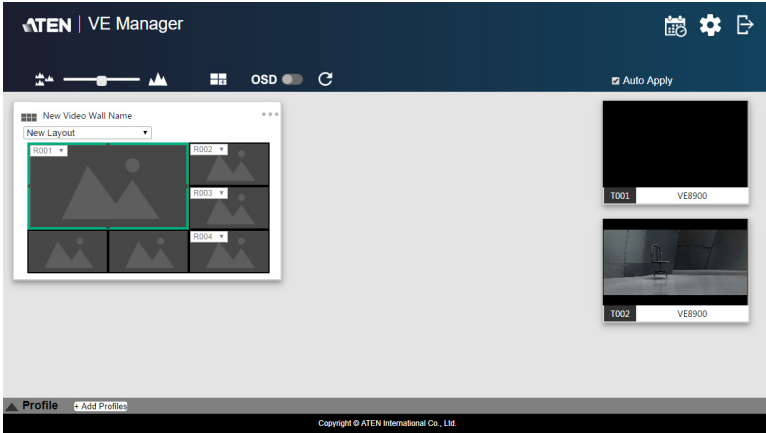 ATEN | VE Manager
OSD
Auto Apply
New Video Wall Name
New Layout
R001
R002
R003
R004
T001 VE8900
T002 VE8900
Profile + Add Profiles
Copyright © ATEN International Co., Ltd.